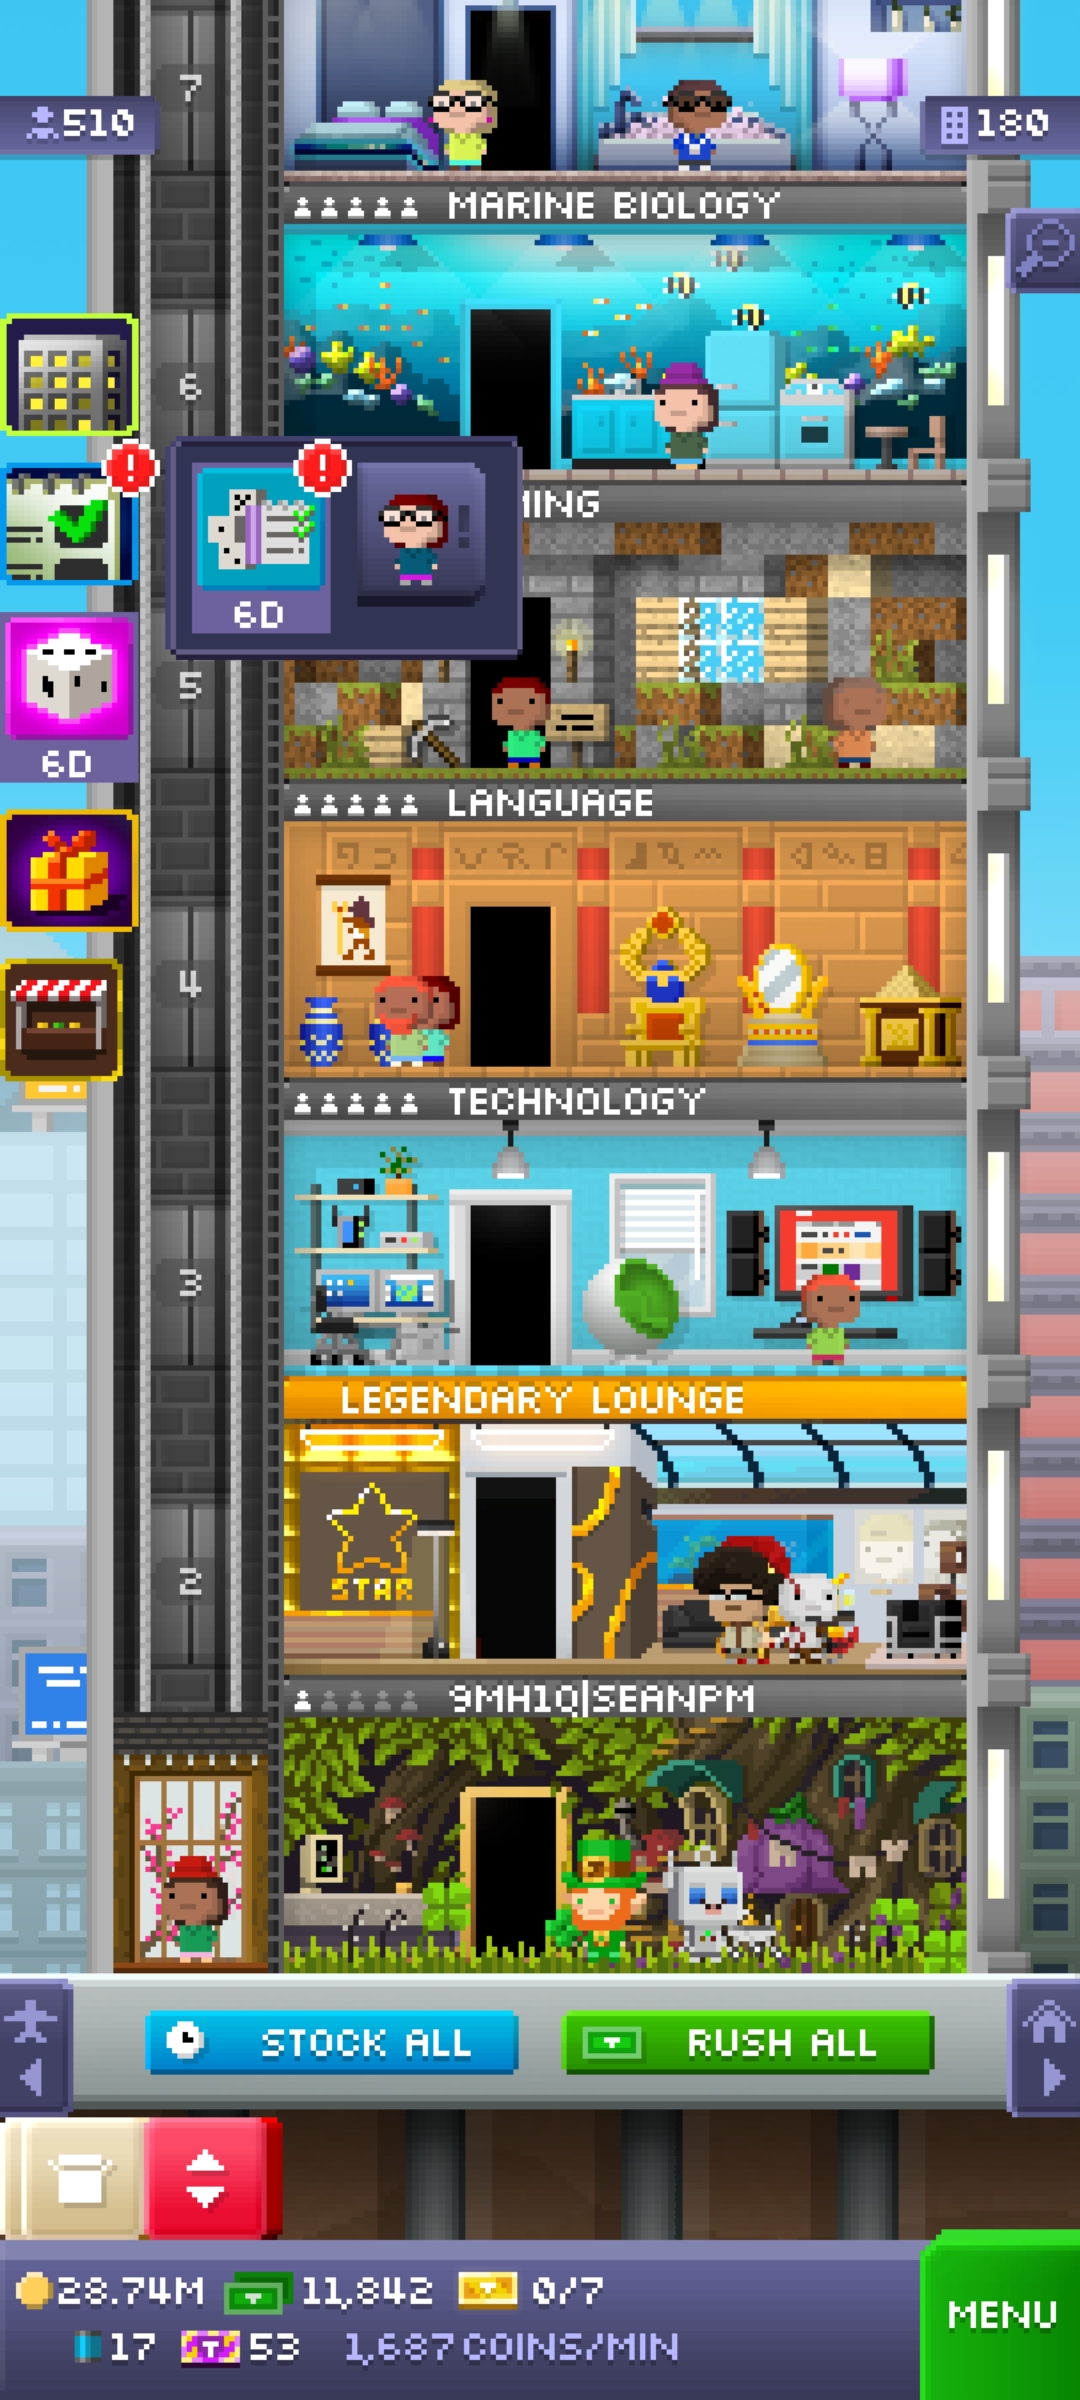 7
510
180
MARINE BIOLOGY
6
MING
6D
5
6D
LANGUAGE
4
TECHNOLOGY
3
LEGENDARY LOUNGE
STAR
2
9MH1Q|SEANPM
STOCK ALL
RUSH ALL
28.74M
11,842
0/7
MENU
17
53
1,687 COINS/MIN